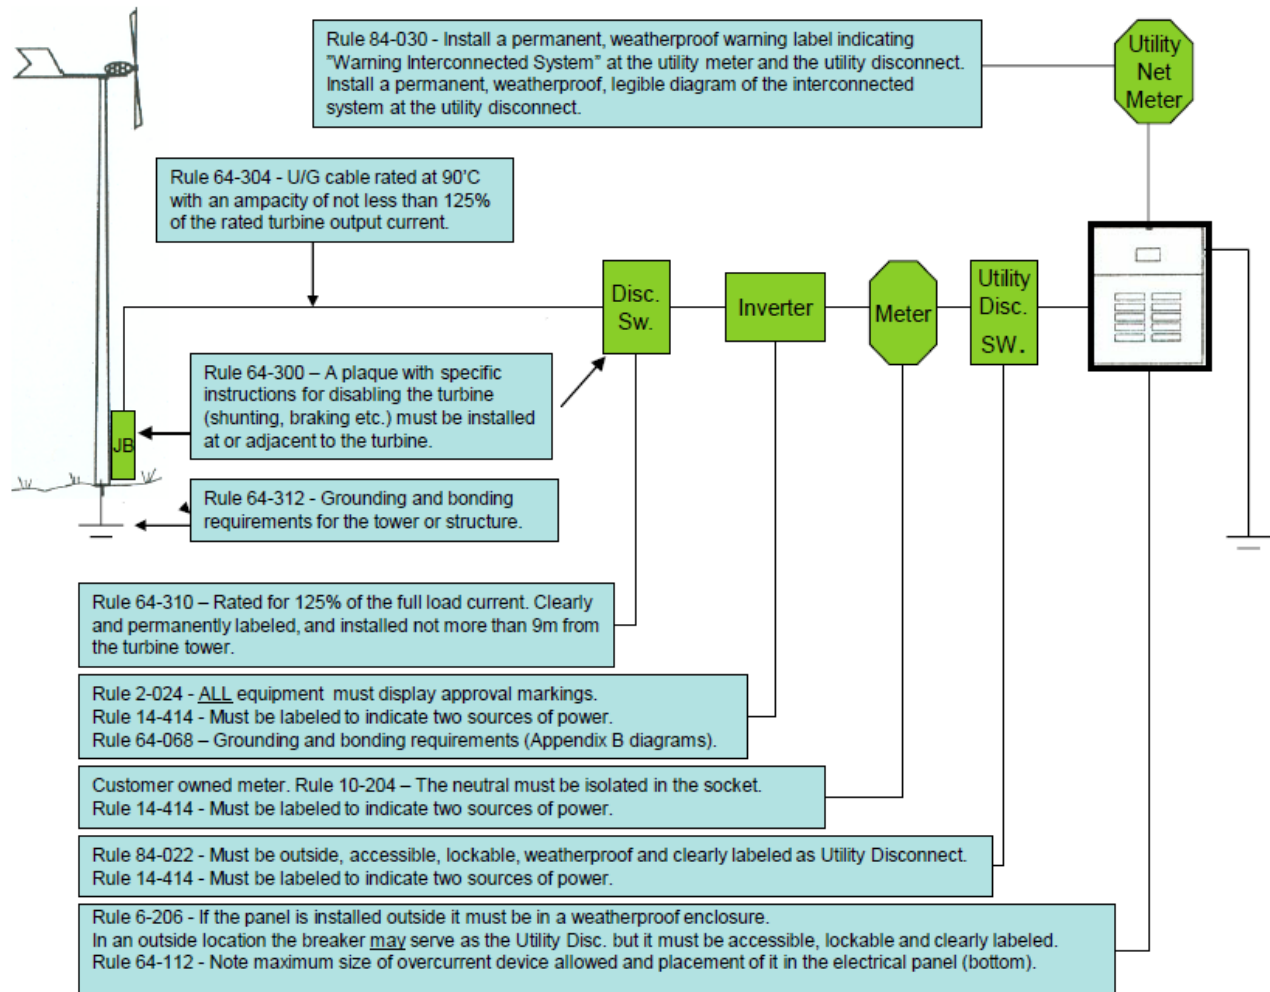 Rule 84-030 - Install a permanent, weatherproof warning label indicating
"Warning Interconnected System" at the utility meter and the utility disconnect.
Install a permanent, weatherproof, legible diagram of the interconnected
system at the utility disconnect.
Utility
Net
Meter
Rule 64-304 - U/G cable rated at 90'C
with an ampacity of not less than 125%
of the rated turbine output current.
Disc.
Sw.
Inverter
Meter
Utility
Disc.
SW.
Rule 64-300 – A plaque with specific
instructions for disabling the turbine
(shunting, braking etc.) must be installed
at or adjacent to the turbine.
JB
Rule 64-312 - Grounding and bonding
requirements for the tower or structure.
Rule 64-310 – Rated for 125% of the full load current. Clearly
and permanently labeled, and installed not more than 9m from
the turbine tower.
Rule 2-024 - ALL equipment must display approval markings.
Rule 14-414 - Must be labeled to indicate two sources of power.
Rule 64-068 – Grounding and bonding requirements (Appendix B diagrams).
Customer owned meter. Rule 10-204 – The neutral must be isolated in the socket.
Rule 14-414 - Must be labeled to indicate two sources of power.
Rule 84-022 - Must be outside, accessible, lockable, weatherproof and clearly labeled as Utility Disconnect.
Rule 14-414 - Must be labeled to indicate two sources of power.
Rule 6-206 - If the panel is installed outside it must be in a weatherproof enclosure.
In an outside location the breaker may serve as the Utility Disc. but it must be accessible, lockable and clearly labeled.
Rule 64-112 - Note maximum size of overcurrent device allowed and placement of it in the electrical panel (bottom).